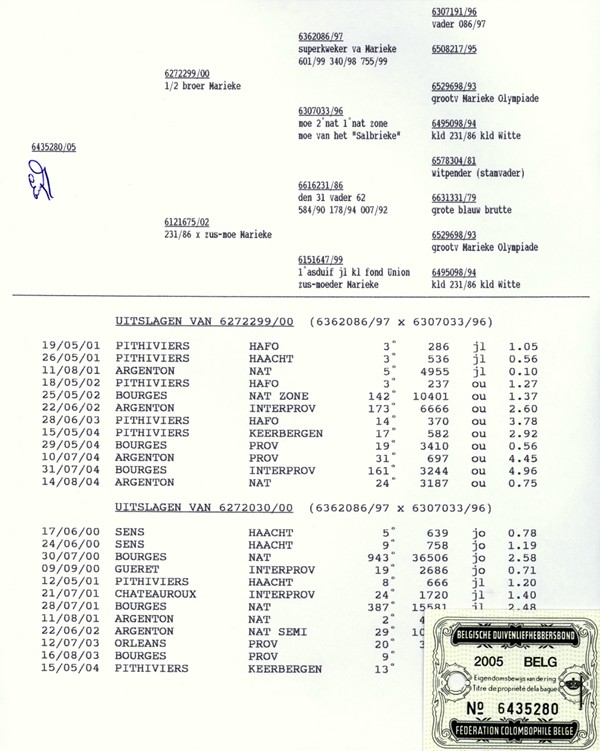 6307191/96
vader 086/97
6362086/97
superkweker va Marieke
601/99 340/98 755/99
6508217/95
6272299/00
1/2 broer Marieke
6529698/93
grootv Marieke Olympiade
6307033/96
moe 2°nat 1°nat zone
moe van het "Salbrieke"
6495098/94
kld 231/86 kld Witte
6435280/05
6578304/81
witpender (stamvader)
6616231/86
den 31 vader 62
584/90 178/94 007/92
6631331/79
grote blauw brutte
6121675/02
231/86 x zus-moe Marieke
6529698/93
grootv Marieke Olympiade
6151647/99
1°asduif jl kl fond Union
zus-moeder Marieke
6495098/94
kld 231/86 kld Witte
UITSLAGEN VAN 6272299/00 (6362086/97 x 6307033/96)
19/05/01 PITHIVIERS HAFO 3° 286 jl 1.05
26/05/01 PITHIVIERS HAACHT 3° 536 jl 0.56
11/08/01 ARGENTON NAT 5° 4955 jl 0.10
18/05/02 PITHIVIERS HAFO 3° 237 ou 1.27
25/05/02 BOURGES NAT ZONE 142° 10401 ou 1.37
22/06/02 ARGENTON INTERPROV 173° 6666 ou 2.60
28/06/03 PITHIVIERS HAFO 14° 370 ou 3.78
15/05/04 PITHIVIERS KEERBERGEN 17° 582 ou 2.92
29/05/04 BOURGES PROV 19° 3410 ou 0.56
10/07/04 ARGENTON PROV 31° 697 ou 4.45
31/07/04 BOURGES INTERPROV 161° 3244 ou 4.96
14/08/04 ARGENTON NAT 24° 3187 ou 0.75
UITSLAGEN VAN 6272030/00 (6362086/97 x 6307033/96)
17/06/00 SENS HAACHT 5° 639 jo 0.78
24/06/00 SENS HAACHT 9° 758 jo 1.19
30/07/00 BOURGES NAT 943° 36506 jo 2.58
09/09/00 GUERET INTERPROV 19° 2686 jo 0.71
12/05/01 PITHIVIERS HAACHT 8° 666 jl 1.20
21/07/01 CHATEAUROUX INTERPROV 24° 1720 jl 1.40
28/07/01 BOURGES NAT 387° 15581 jl 2.48
11/08/01 ARGENTON NAT 2° 4
22/06/02 ARGENTON NAT SEMI 29° 10
12/07/03 ORLEANS PROV 20° 3
16/08/03 BOURGES PROV 9°
15/05/04 PITHIVIERS KEERBERGEN 13°
BELGISCHE DUIVENLIEFHEBBERSBOND
2005 BELG
Eigendomsbewijs van de ring
Titre de propriété de la bague
Nº 6435280
FÉDÉRATION COLOMBOPHILE BELGE